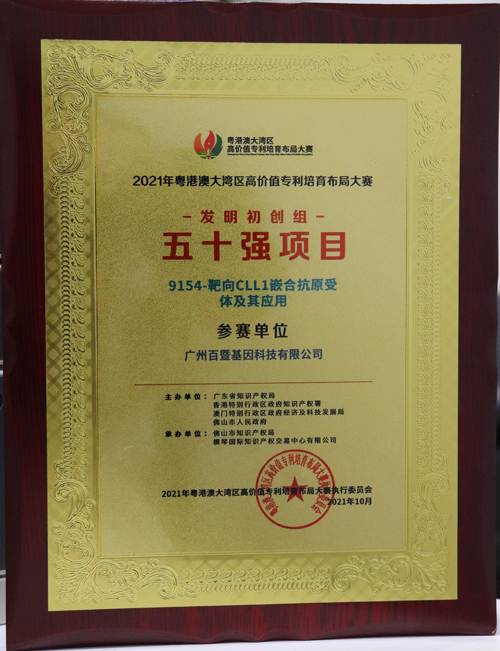 粤港澳大湾区
高价值专利培育布局大赛
2021年粤港澳大湾区高价值专利培育布局大赛
发明初创组
五十强项目
9154-靶向CLL1嵌合抗原受
体及其应用
参赛单位
广州百暨基因科技有限公司
主办单位：广东省知识产权局
香港特别行政区政府知识产权署
澳门特别行政区政府经济及科技发展局
佛山市人民政府
承办单位：佛山市知识产权局
横琴国际知识产权交易中心有限公司
2021年粤港澳大湾区高价值专利培育布局大赛执行委员会
2021年10月